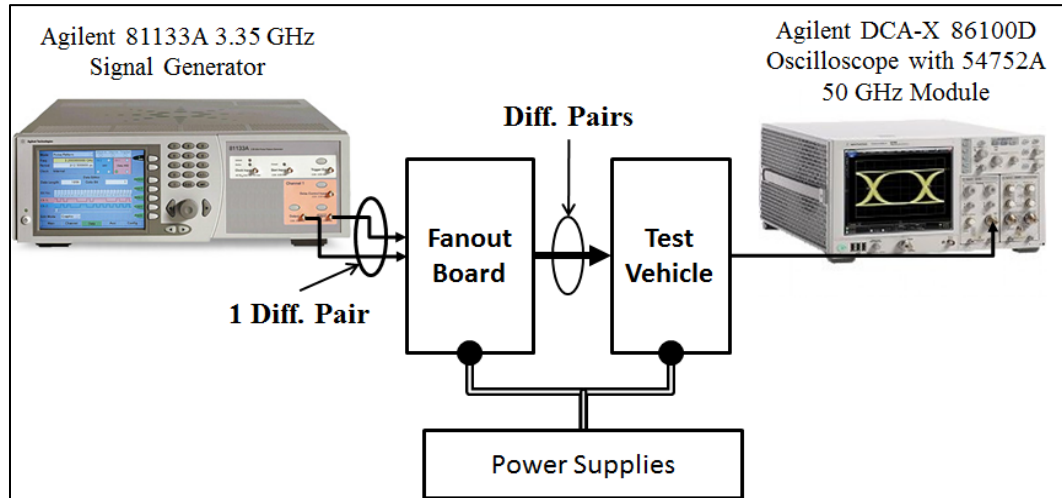 Agilent 81133A 3.35 GHz
Signal Generator
Agilent DCA-X 86100D
Oscilloscope with 54752A
50 GHz Module
Diff. Pairs
81133A
Fanout
Board
Test
Vehicle
1 Diff. Pair
Power Supplies